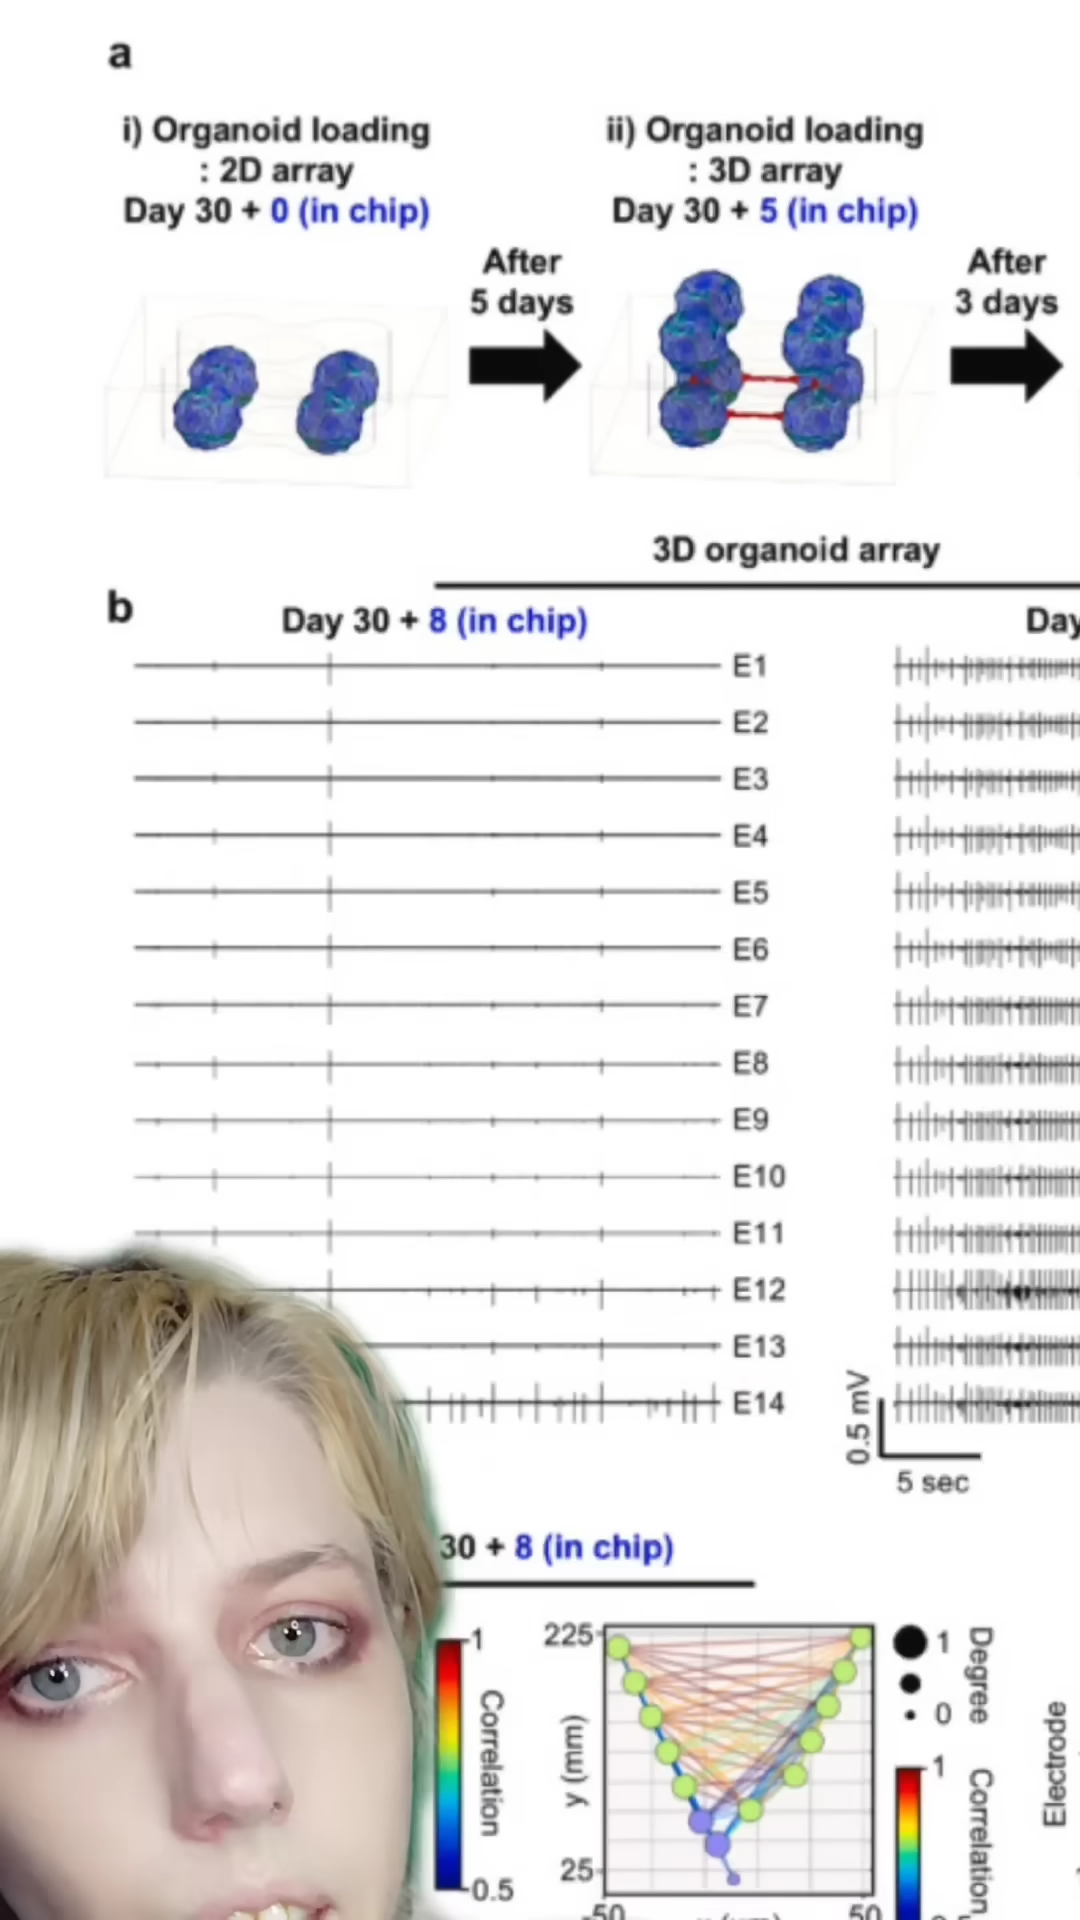 a
i) Organoid loading
: 2D array
Day 30 + 0 (in chip)
After
5 days
ii) Organoid loading
: 3D array
Day 30 + 5 (in chip)
After
3 days
3D organoid array
b
Day 30 + 8 (in chip)
Day
E1
E2
E3
E4
E5
E6
E7
E8
E9
E10
E11
E12
E13
E14
0.5 mV
5 sec
30 + 8 (in chip)
1
Correlation
0.5
225
y (mm)
25
-50
50
1
Degree
0
1
Correlation
Electrode